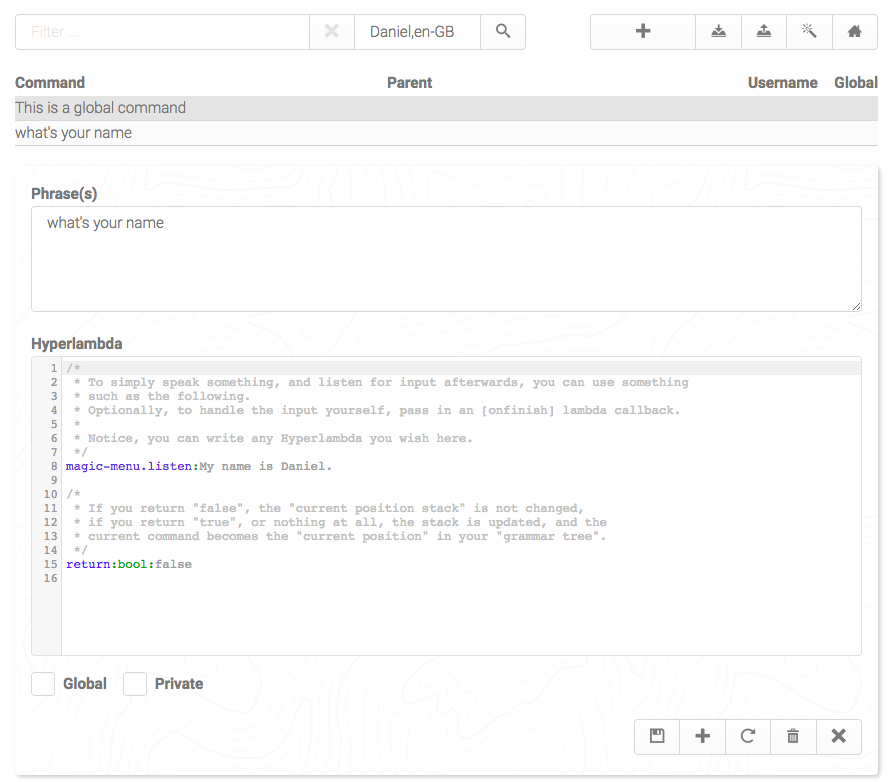 Filter ...
Daniel,en-GB
Command Parent Username Global
This is a global command
what's your name
Phrase(s)
what's your name
Hyperlambda
1 /*
2  * To simply speak something, and listen for input afterwards, you can use something
3  * such as the following.
4  * Optionally, to handle the input yourself, pass in an [onfinish] lambda callback.
5  *
6  * Notice, you can write any Hyperlambda you wish here.
7  */
8 magic-menu.listen:My name is Daniel.
9
10 /*
11  * If you return "false", the "current position stack" is not changed,
12  * if you return "true", or nothing at all, the stack is updated, and the
13  * current command becomes the "current position" in your "grammar tree".
14  */
15 return:bool:false
16
Global Private